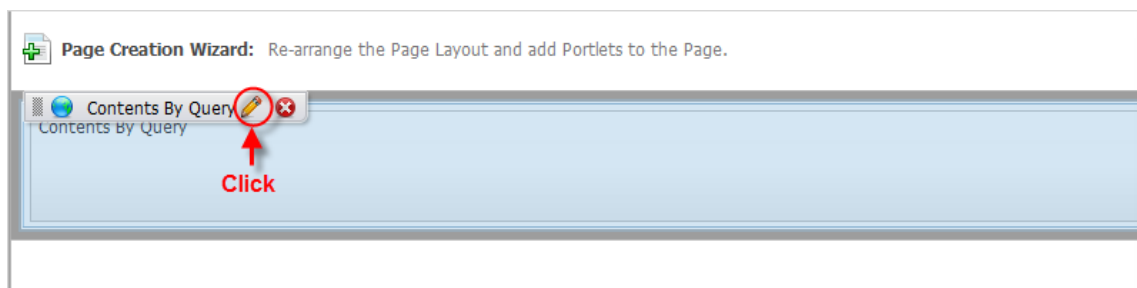 Page Creation Wizard: Re-arrange the Page Layout and add Portlets to the Page.
Contents By Query
Contents By Query
Click